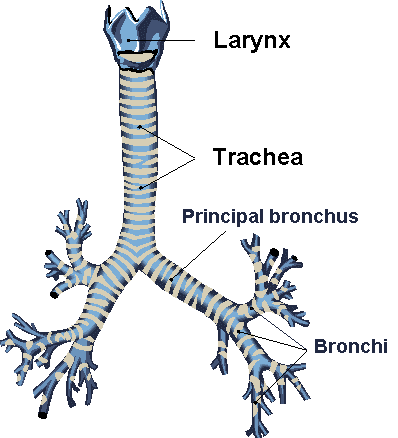 Larynx
Trachea
Principal bronchus
Bronchi